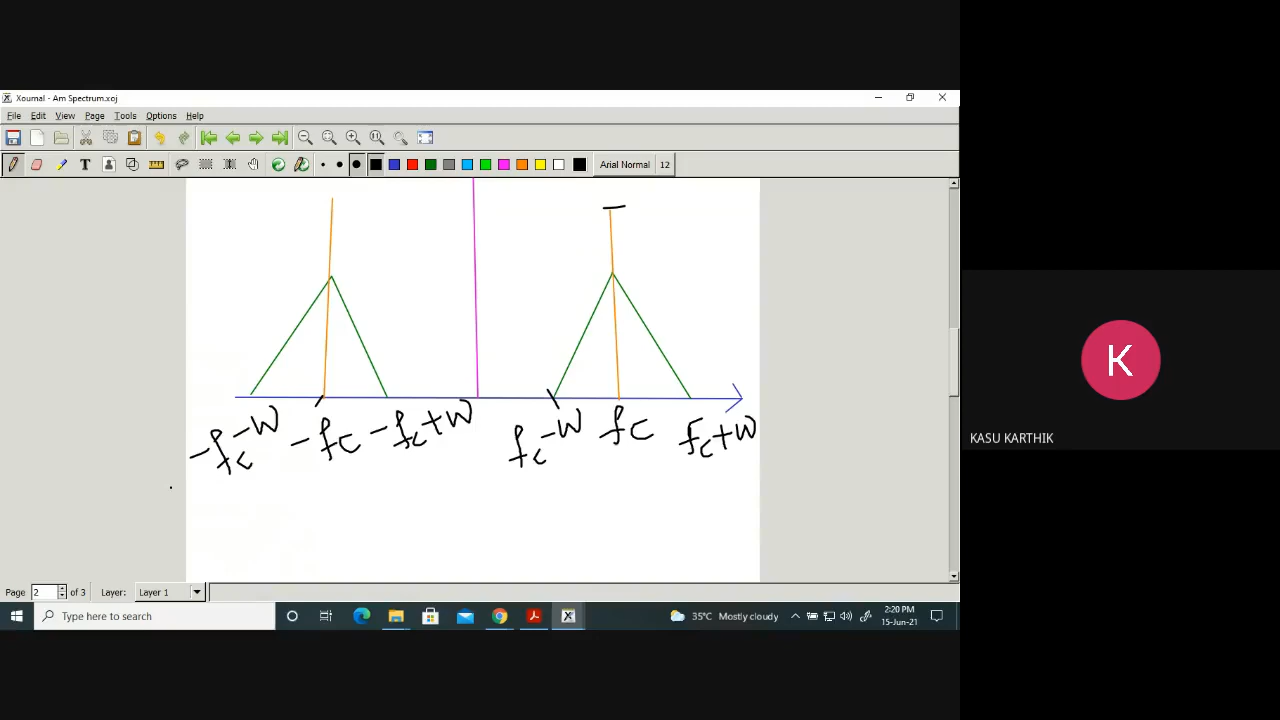 Xournal - Am Spectrum.xoj
File Edit View Page Tools Options Help
T Arial Normal 12
-fc-W -fc -fc+W fc-W fc fc+W
K
KASU KARTHIK
Page 2 of 3 Layer: Layer 1
Type here to search 35°C Mostly cloudy 2:20 PM
15-Jun-21